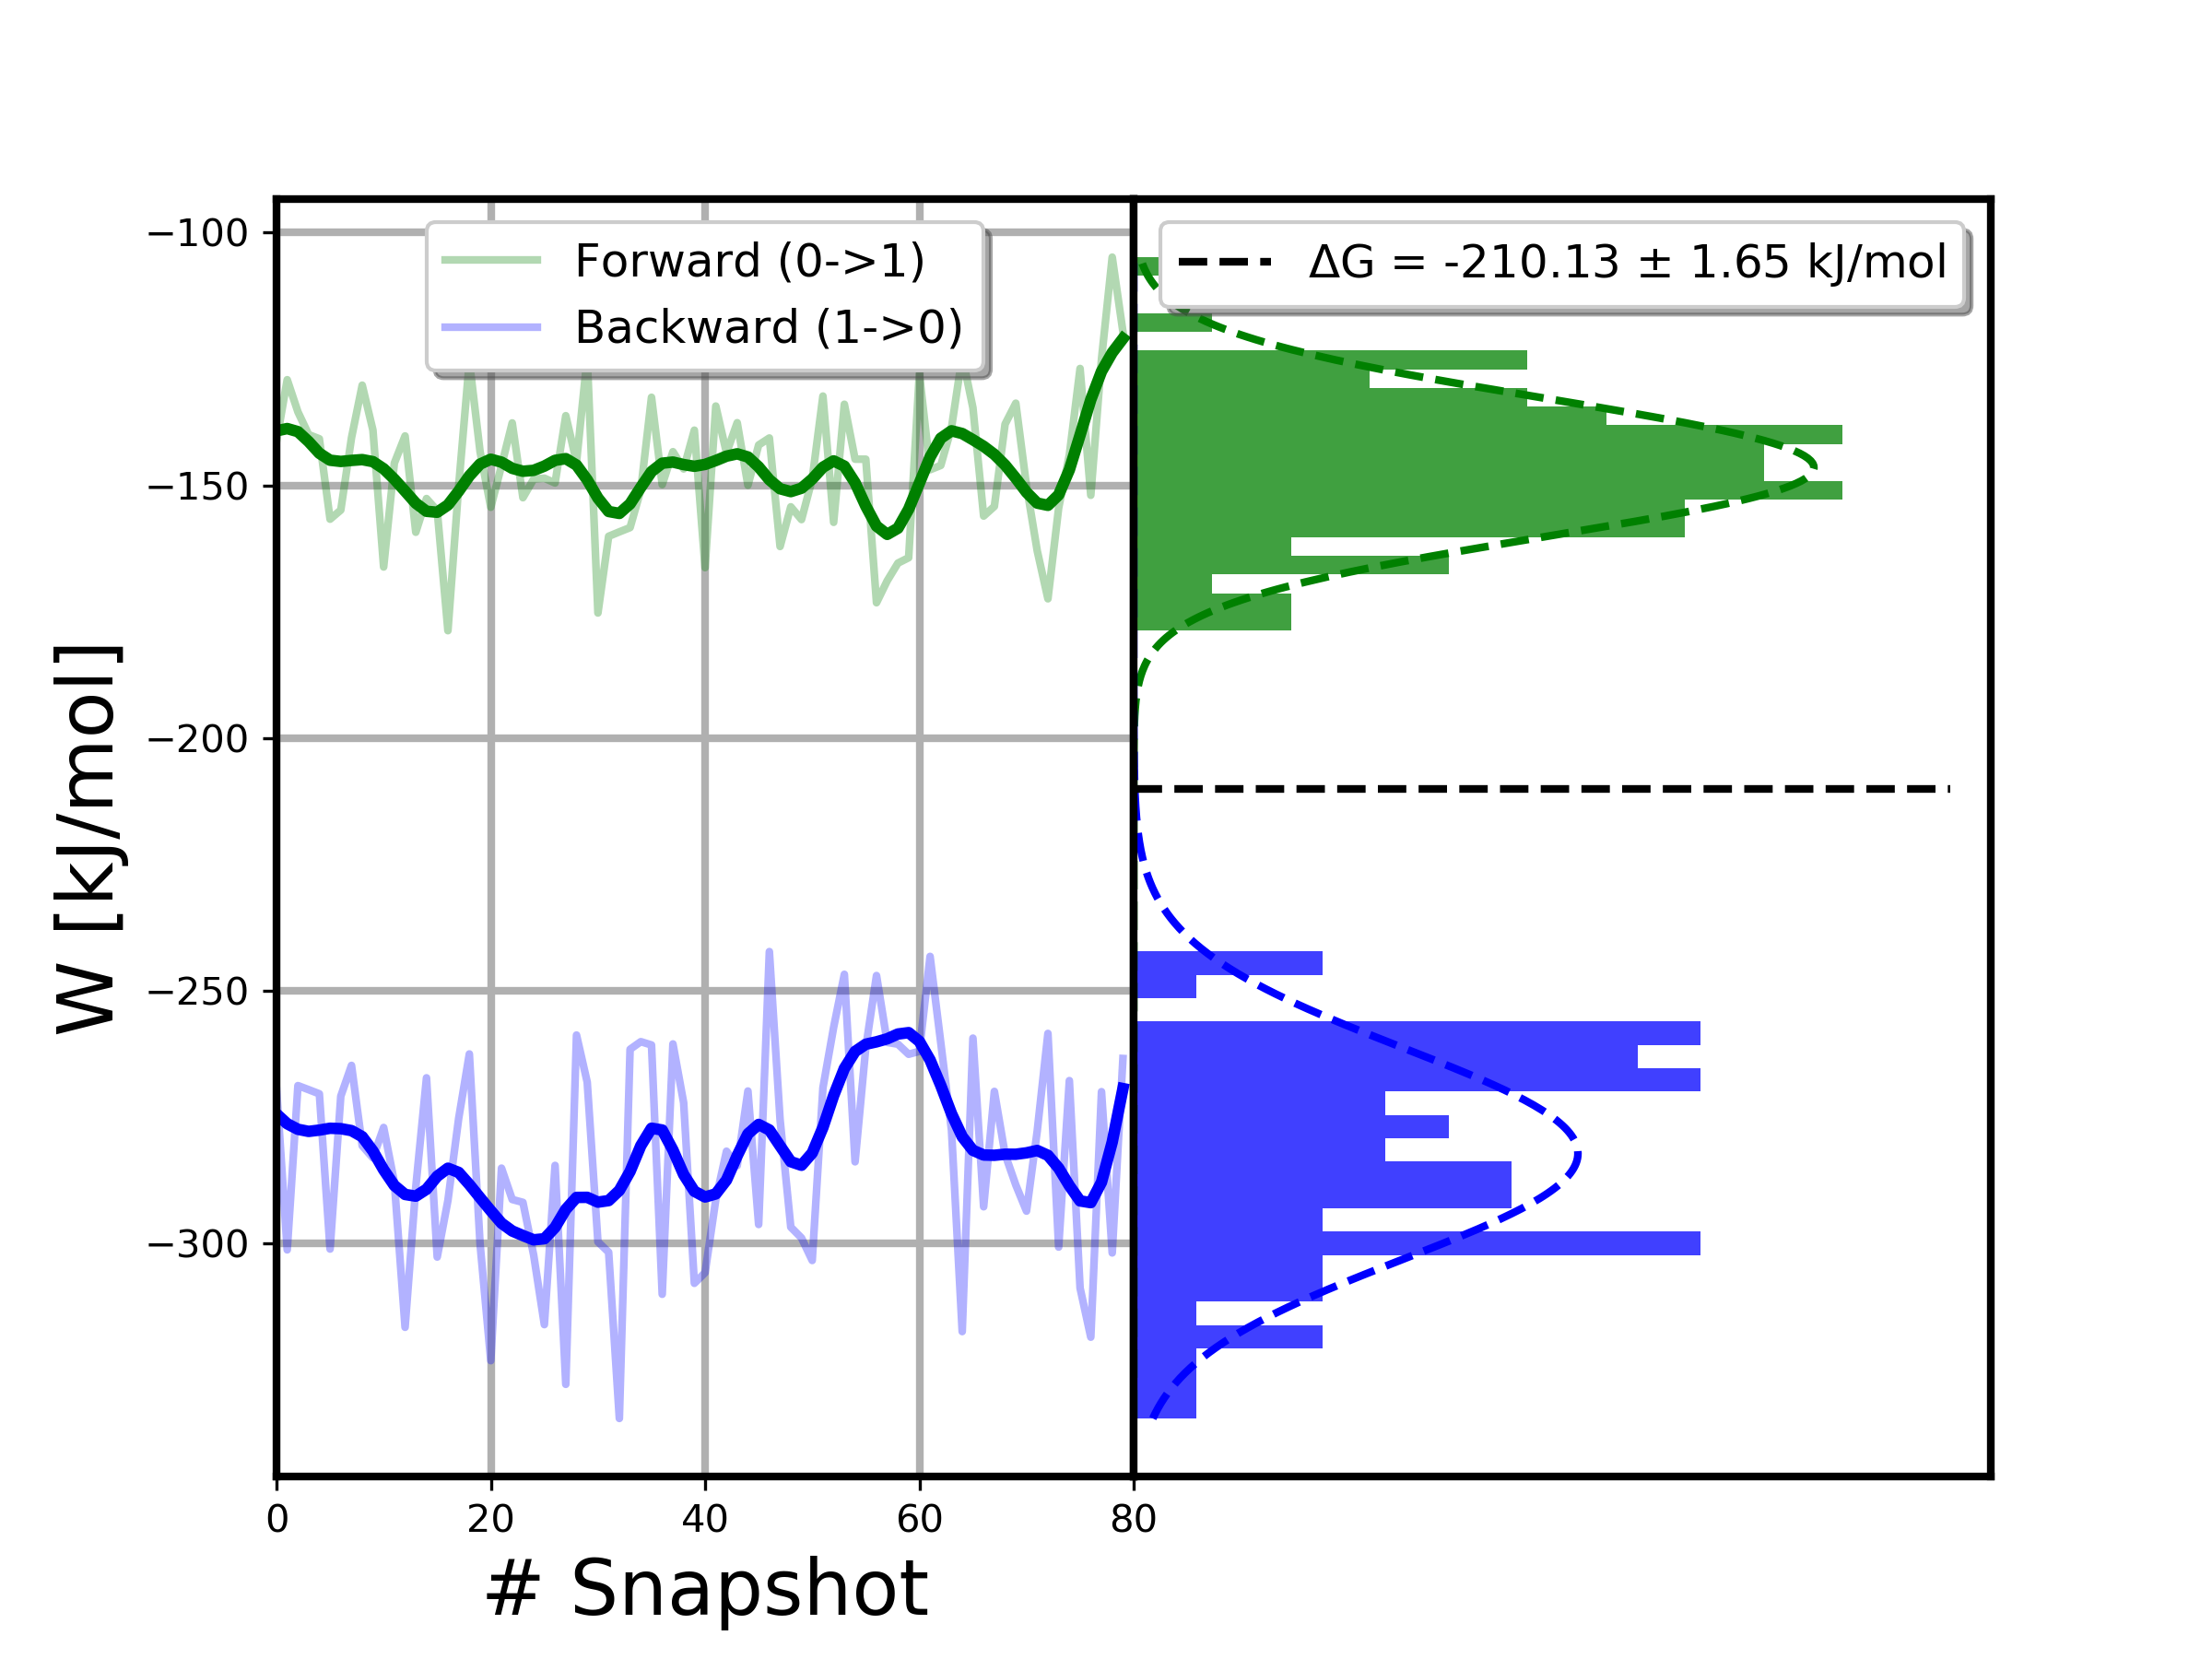 Forward (0->1)
Backward (1->0)
ΔG = -210.13 ± 1.65 kJ/mol
W [kJ/mol]
−100
−150
−200
−250
−300
0 20 40 60 80
# Snapshot